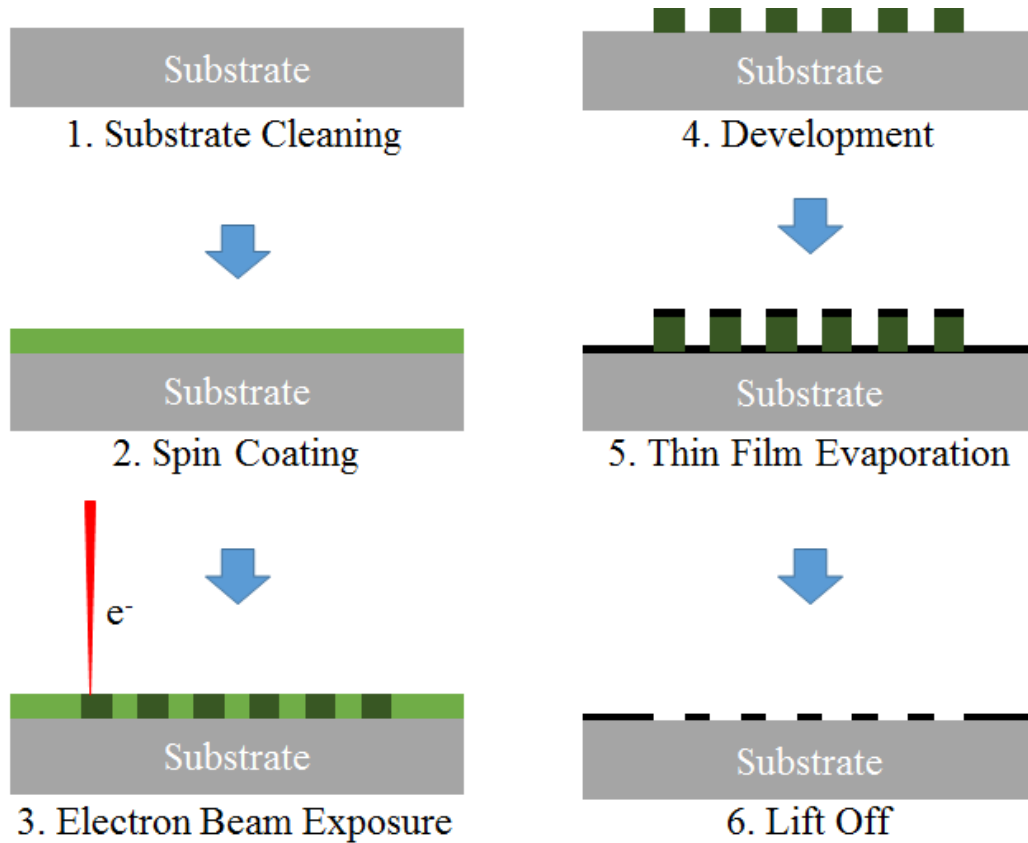 Substrate
1. Substrate Cleaning
Substrate
2. Spin Coating
e-
Substrate
3. Electron Beam Exposure
Substrate
4. Development
Substrate
5. Thin Film Evaporation
Substrate
6. Lift Off